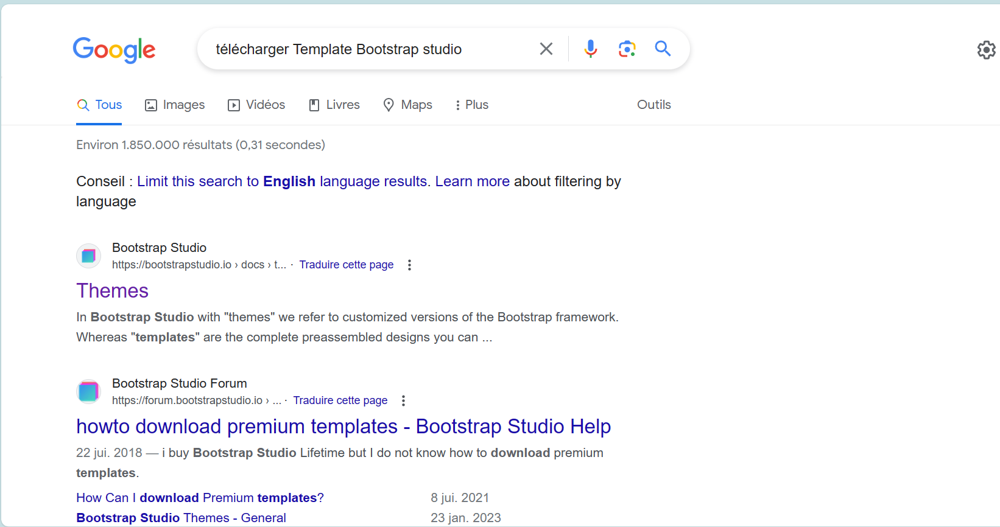 Google
télécharger Template Bootstrap studio
Tous Images Vidéos Livres Maps Plus Outils
Environ 1.850.000 résultats (0,31 secondes)
Conseil : Limit this search to English language results. Learn more about filtering by
language
Bootstrap Studio
https://bootstrapstudio.io › docs › t... · Traduire cette page
Themes
In Bootstrap Studio with "themes" we refer to customized versions of the Bootstrap framework.
Whereas "templates" are the complete preassembled designs you can ...
Bootstrap Studio Forum
https://forum.bootstrapstudio.io › ... · Traduire cette page
howto download premium templates - Bootstrap Studio Help
22 jui. 2018 — i buy Bootstrap Studio Lifetime but I do not know how to download premium
templates.
How Can I download Premium templates? 8 jui. 2021
Bootstrap Studio Themes - General 23 jan. 2023